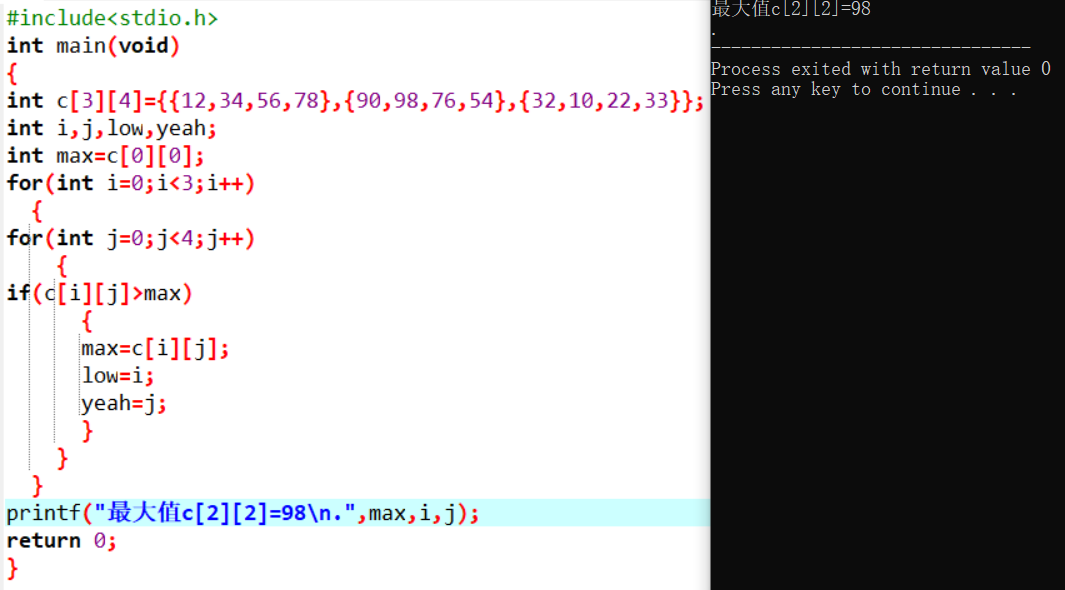 #include<stdio.h>
int main(void)
{
int c[3][4]={{12,34,56,78},{90,98,76,54},{32,10,22,33}};
int i,j,low,yeah;
int max=c[0][0];
for(int i=0;i<3;i++)
{
for(int j=0;j<4;j++)
{
if(c[i][j]>max)
{
max=c[i][j];
low=i;
yeah=j;
}
}
}
printf("最大值c[2][2]=98\n.",max,i,j);
return 0;
}
最大值c[2][2]=98
.
--------------------------------
Process exited with return value 0
Press any key to continue . . .